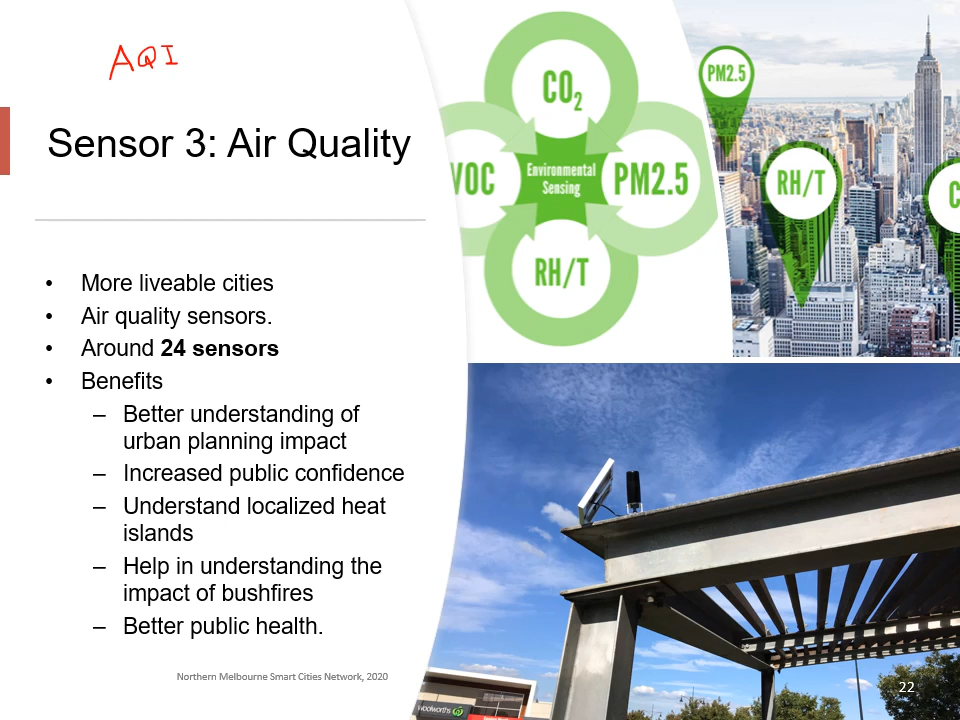 AQI
Sensor 3: Air Quality
• More liveable cities
• Air quality sensors.
• Around 24 sensors
• Benefits
– Better understanding of
urban planning impact
– Increased public confidence
– Understand localized heat
islands
– Help in understanding the
impact of bushfires
– Better public health.
Northern Melbourne Smart Cities Network, 2020
CO2
VOC
Environmental
Sensing
PM2.5
RH/T
PM2.5
RH/T
C
woolworths
22